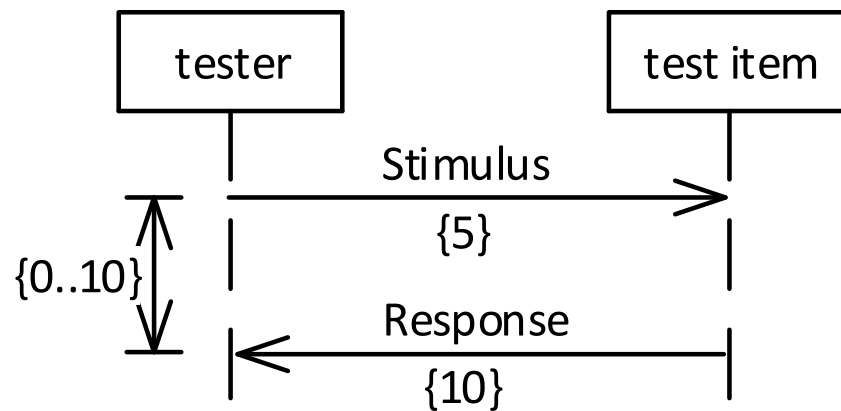 tester
test item
Stimulus
{5}
{0..10}
Response
{10}